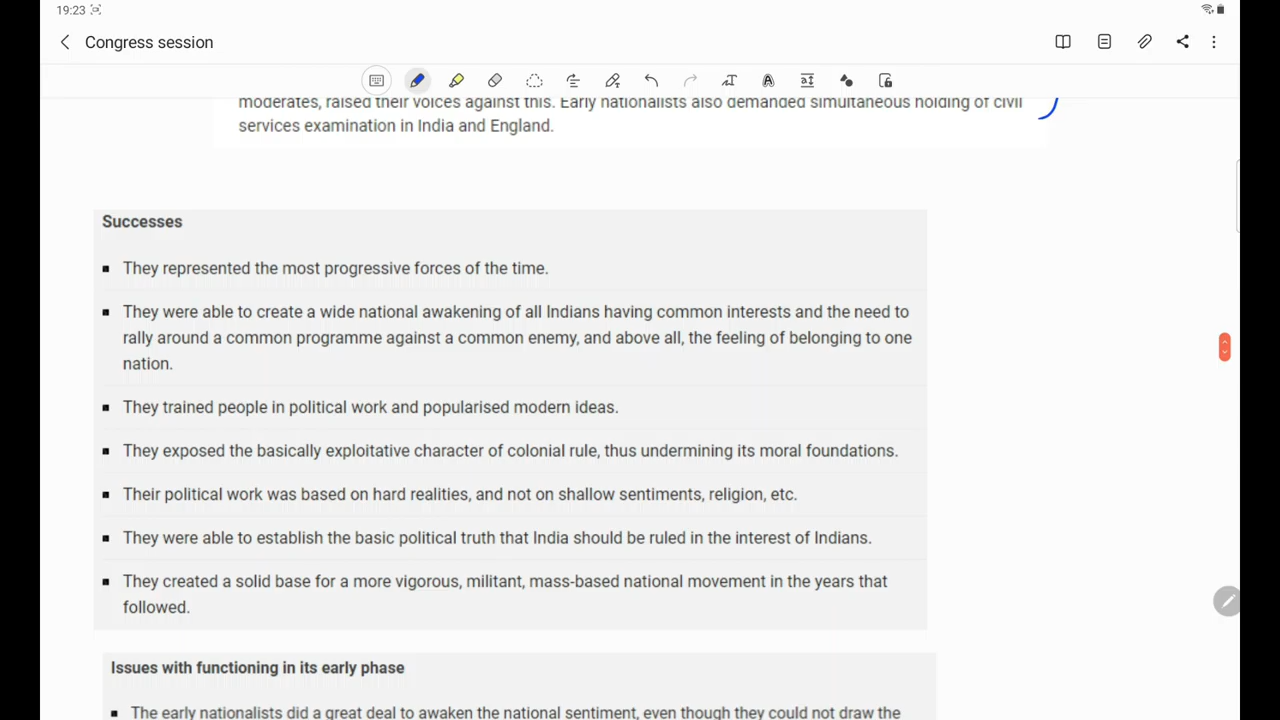 19:23
Congress session
moderates, raised their voices against this. Early nationalists also demanded simultaneous holding of civil
services examination in India and England.
Successes
They represented the most progressive forces of the time.
They were able to create a wide national awakening of all Indians having common interests and the need to
rally around a common programme against a common enemy, and above all, the feeling of belonging to one
nation.
They trained people in political work and popularised modern ideas.
They exposed the basically exploitative character of colonial rule, thus undermining its moral foundations.
Their political work was based on hard realities, and not on shallow sentiments, religion, etc.
They were able to establish the basic political truth that India should be ruled in the interest of Indians.
They created a solid base for a more vigorous, militant, mass-based national movement in the years that
followed.
Issues with functioning in its early phase
The early nationalists did a great deal to awaken the national sentiment, even though they could not draw the